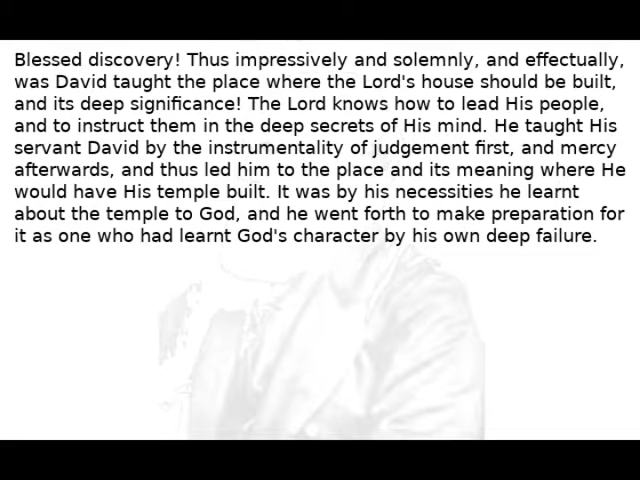 Blessed discovery! Thus impressively and solemnly, and effectually,
was David taught the place where the Lord's house should be built,
and its deep significance! The Lord knows how to lead His people,
and to instruct them in the deep secrets of His mind. He taught His
servant David by the instrumentality of judgement first, and mercy
afterwards, and thus led him to the place and its meaning where He
would have His temple built. It was by his necessities he learnt
about the temple to God, and he went forth to make preparation for
it as one who had learnt God's character by his own deep failure.